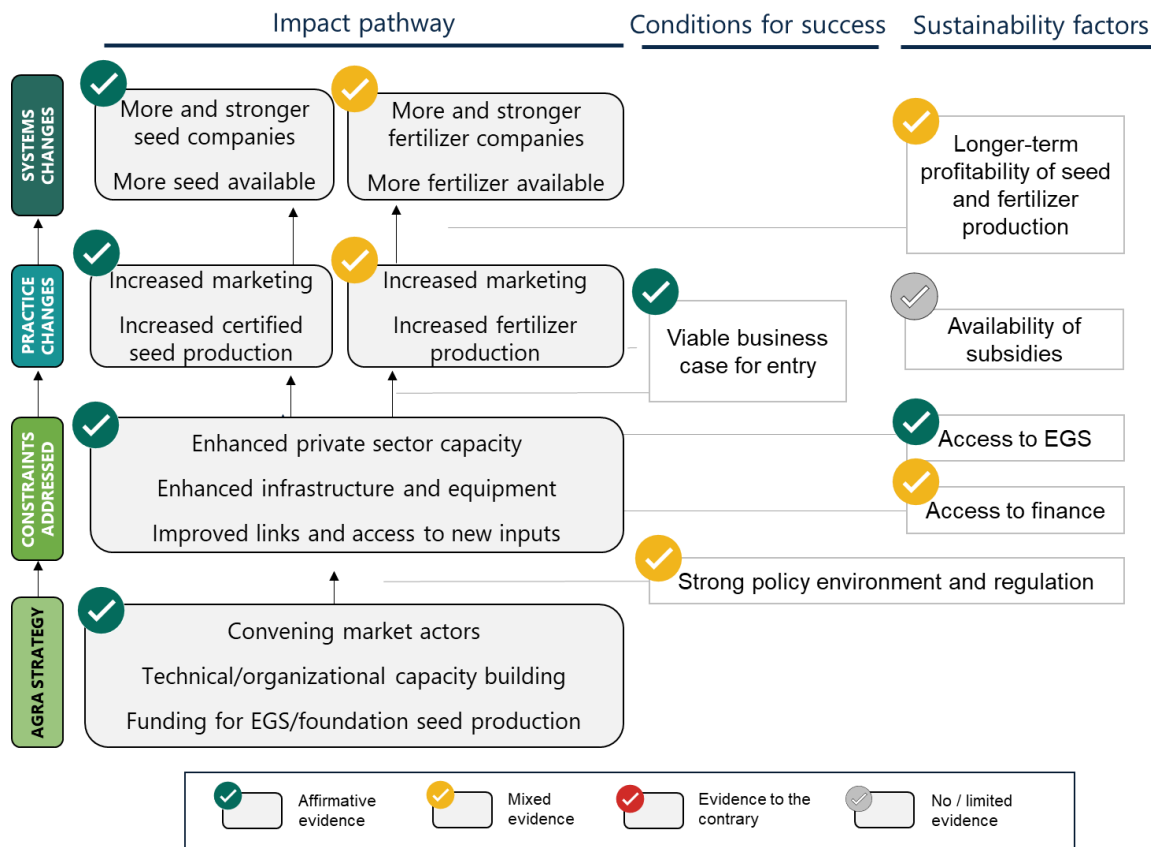 Impact pathway
Conditions for success
Sustainability factors
SYSTEMS
CHANGES
More and stronger
seed companies
More seed available
More and stronger
fertilizer companies
More fertilizer available
Longer-term
profitability of seed
and fertilizer
production
PRACTICE
CHANGES
Increased marketing
Increased certified
seed production
Increased marketing
Increased fertilizer
production
Viable business
case for entry
Availability of
subsidies
CONSTRAINTS
ADDRESSED
Enhanced private sector capacity
Enhanced infrastructure and equipment
Improved links and access to new inputs
Access to EGS
Access to finance
Strong policy environment and regulation
AGRA STRATEGY
Convening market actors
Technical/organizational capacity building
Funding for EGS/foundation seed production
Affirmative
evidence
Mixed
evidence
Evidence to the
contrary
No / limited
evidence